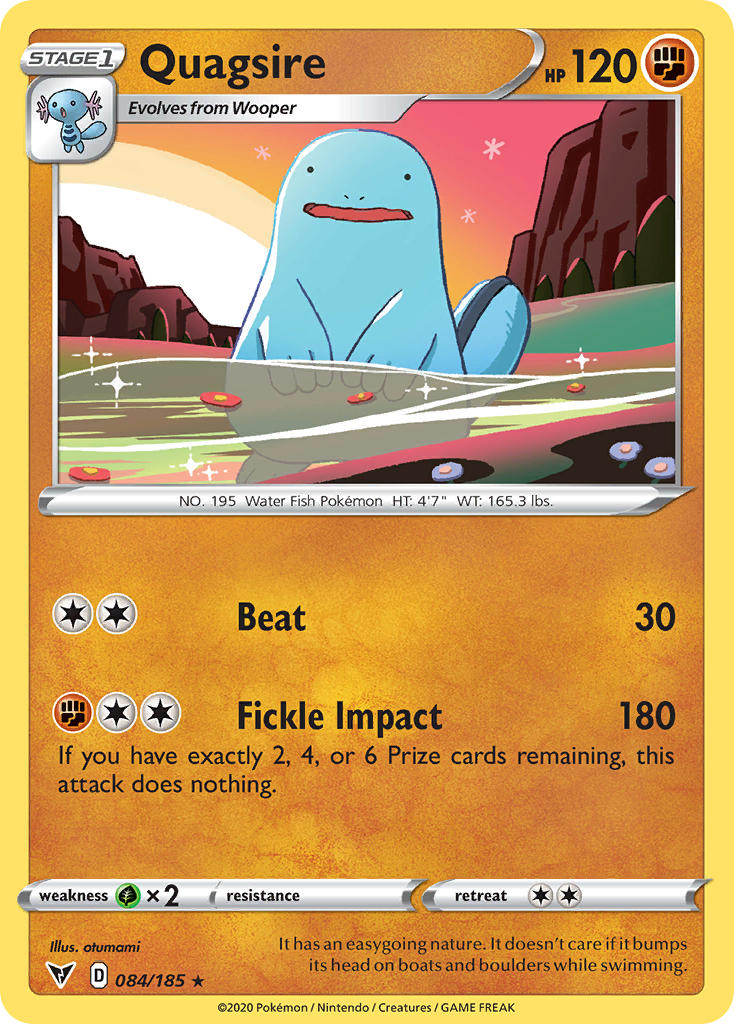 STAGE1
Quagsire
HP 120
Evolves from Wooper
NO. 195 Water Fish Pokémon HT: 4'7" WT: 165.3 lbs.
Beat 30
Fickle Impact 180
If you have exactly 2, 4, or 6 Prize cards remaining, this
attack does nothing.
weakness ×2 resistance retreat
Illus. otumami
It has an easygoing nature. It doesn't care if it bumps
its head on boats and boulders while swimming.
D 084/185 ★
©2020 Pokémon / Nintendo / Creatures / GAME FREAK